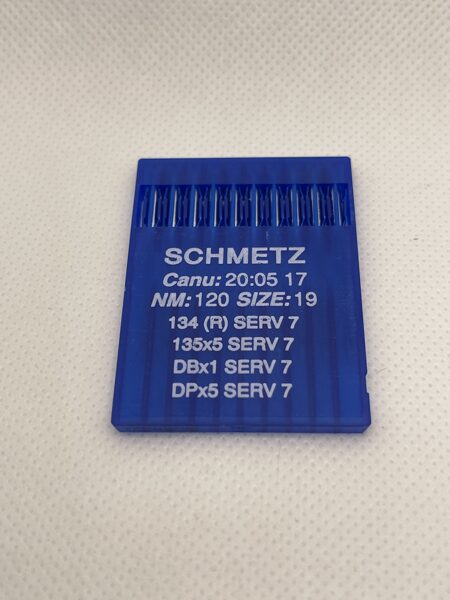 SCHMETZ
Canu: 20:05 17
NM: 120 SIZE: 19
134 (R) SERV 7
135x5 SERV 7
DBx1 SERV 7
DPx5 SERV 7